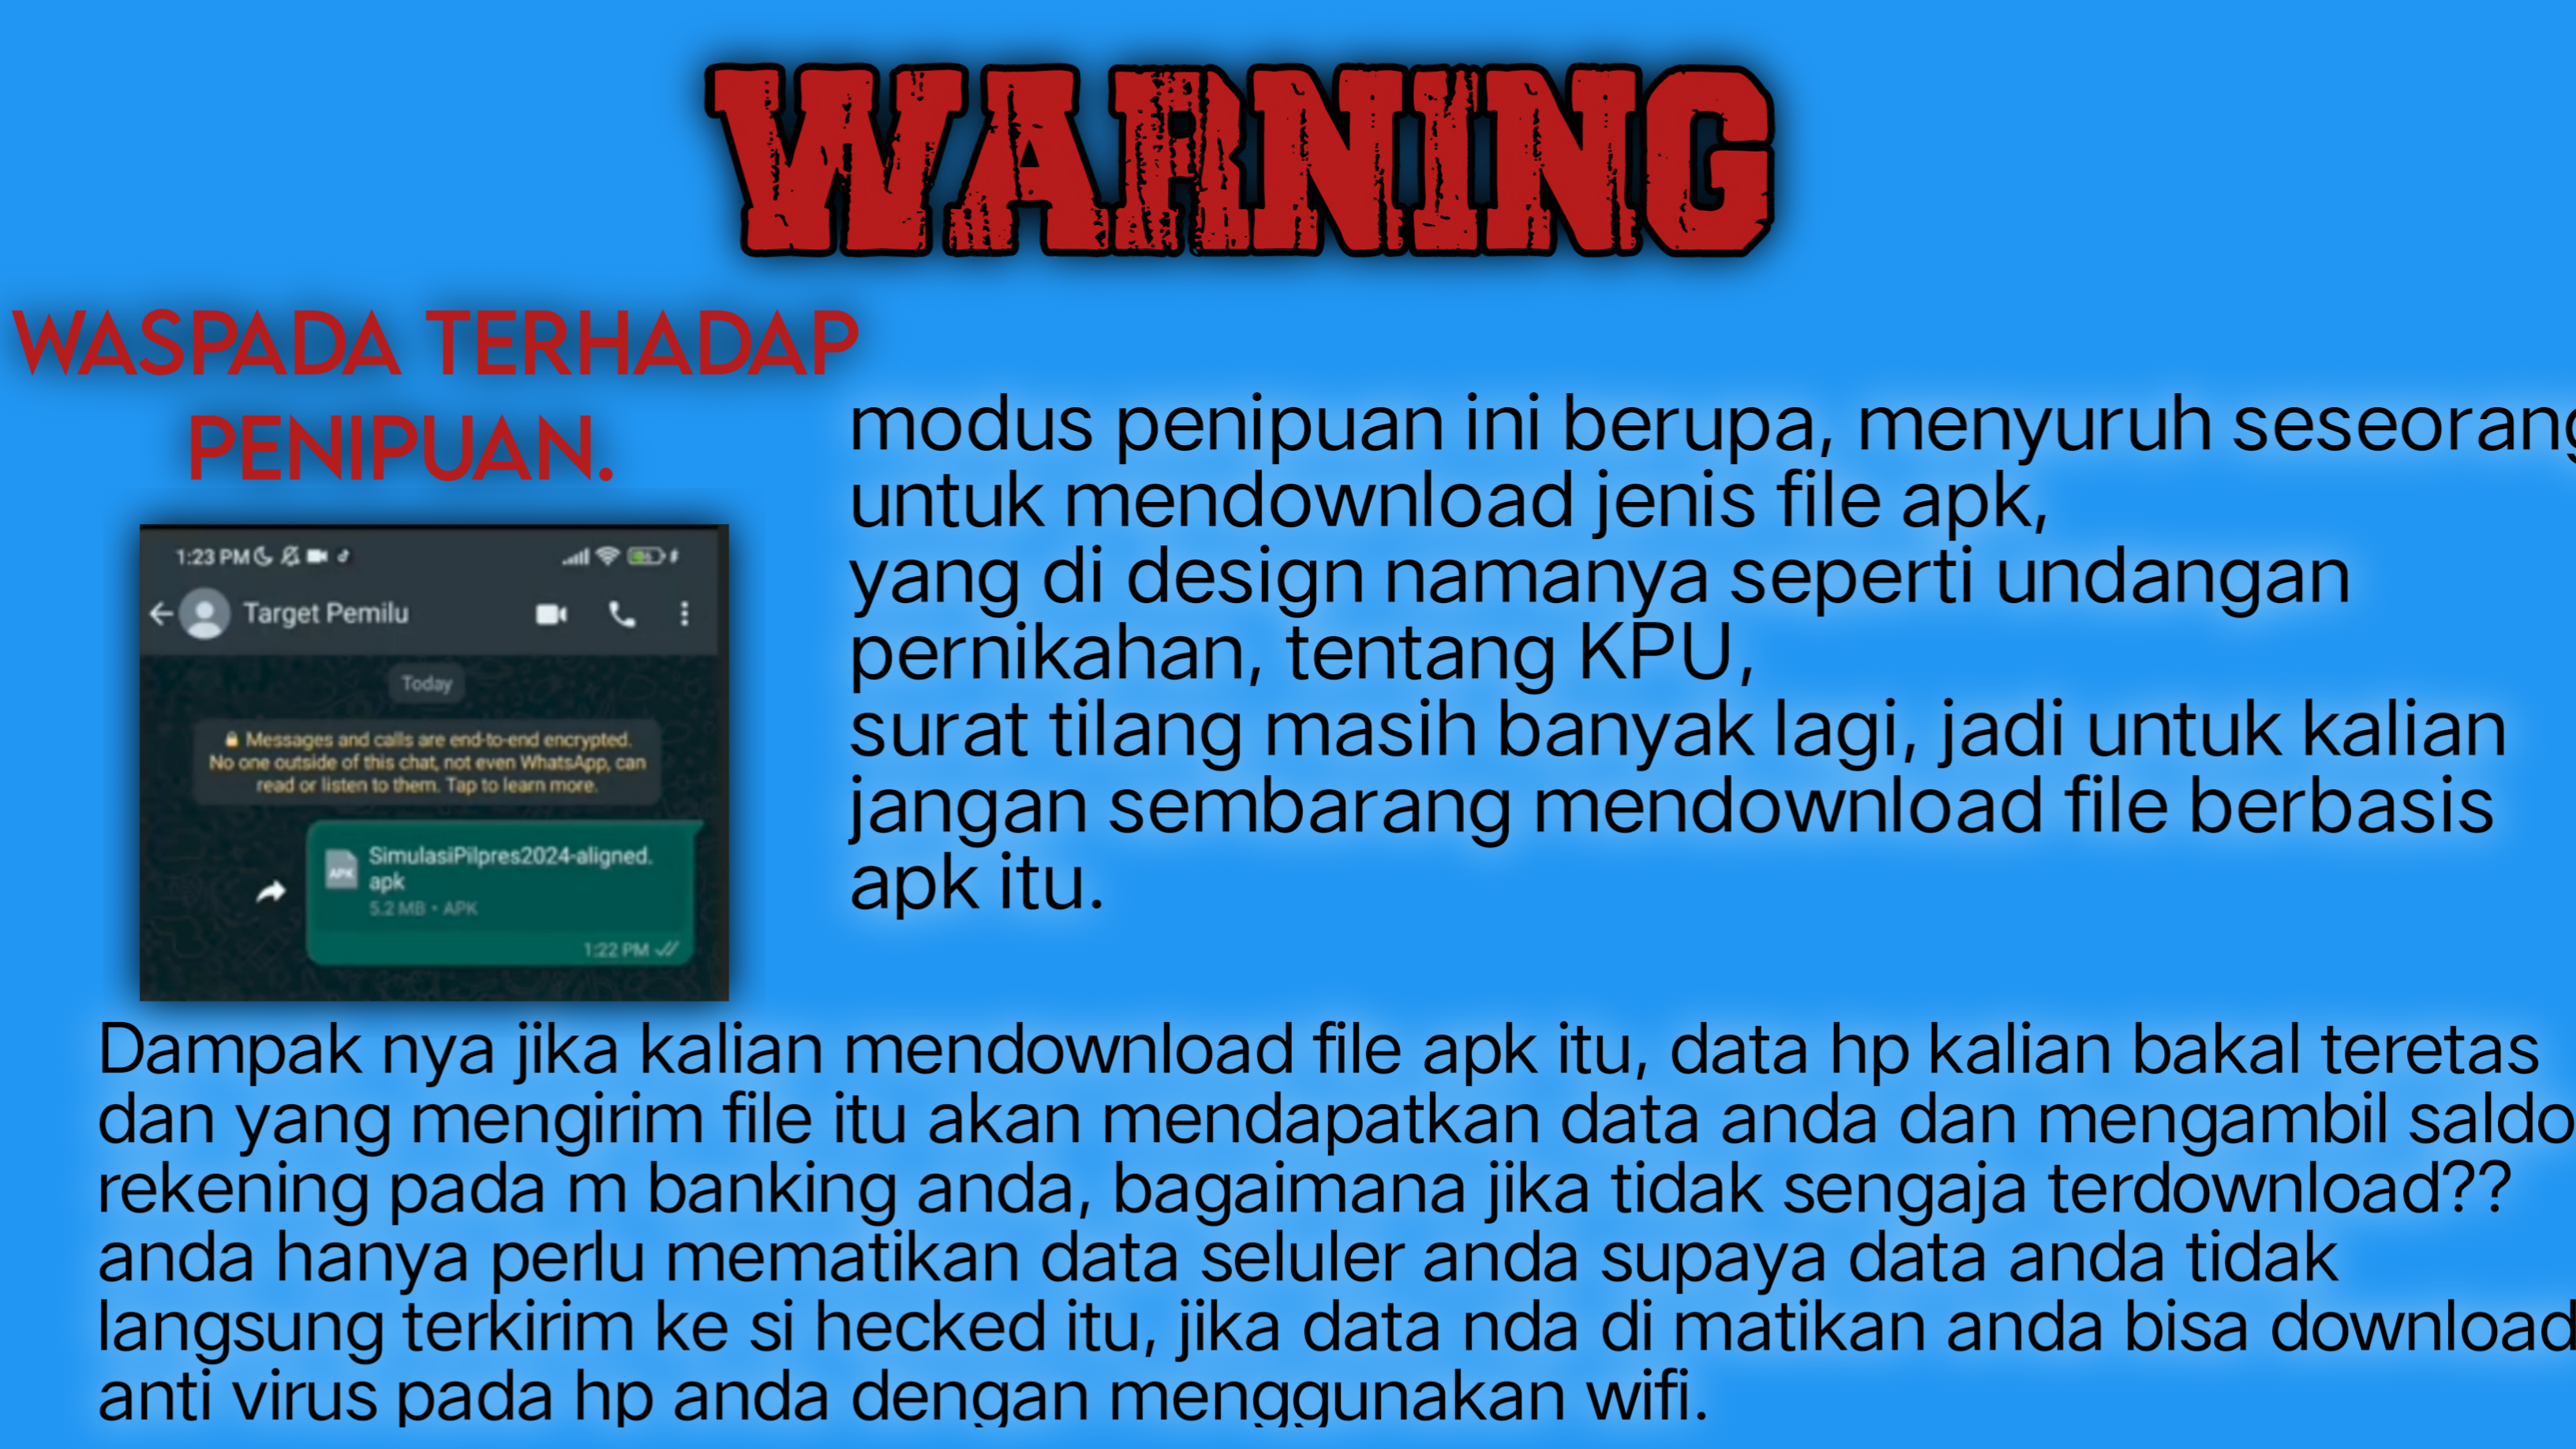 WARNING
WASPADA TERHADAP
PENIPUAN.
modus penipuan ini berupa, menyuruh seseorang
untuk mendownload jenis file apk,
yang di design namanya seperti undangan
pernikahan, tentang KPU,
surat tilang masih banyak lagi, jadi untuk kalian
jangan sembarang mendownload file berbasis
apk itu.
1:23 PM
Target Pemilu
Today
Messages and calls are end-to-end encrypted.
No one outside of this chat, not even WhatsApp, can
read or listen to them. Tap to learn more.
SimulasiPilpres2024-aligned.
apk
APK
5.2 MB • APK
1:22 PM
Dampak nya jika kalian mendownload file apk itu, data hp kalian bakal teretas
dan yang mengirim file itu akan mendapatkan data anda dan mengambil saldo
rekening pada m banking anda, bagaimana jika tidak sengaja terdownload??
anda hanya perlu mematikan data seluler anda supaya data anda tidak
langsung terkirim ke si hecked itu, jika data nda di matikan anda bisa download
anti virus pada hp anda dengan menggunakan wifi.